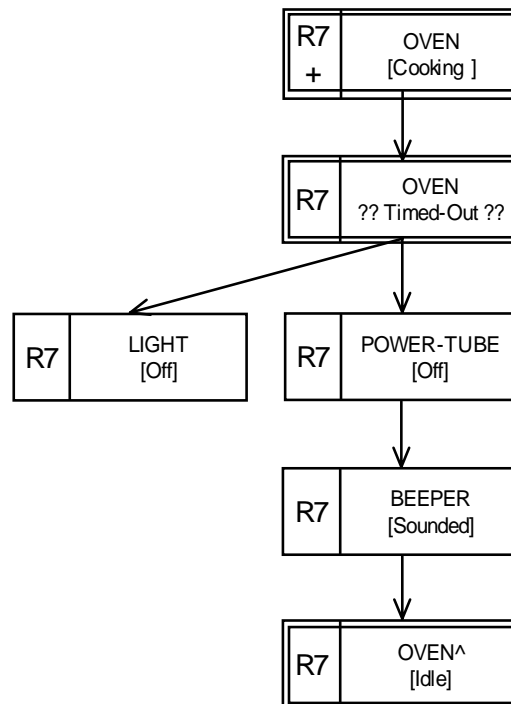 R7
+
OVEN
[Cooking ]
R7
OVEN
?? Timed-Out ??
R7
LIGHT
[Off]
R7
POWER-TUBE
[Off]
R7
BEEPER
[Sounded]
R7
OVEN^
[Idle]